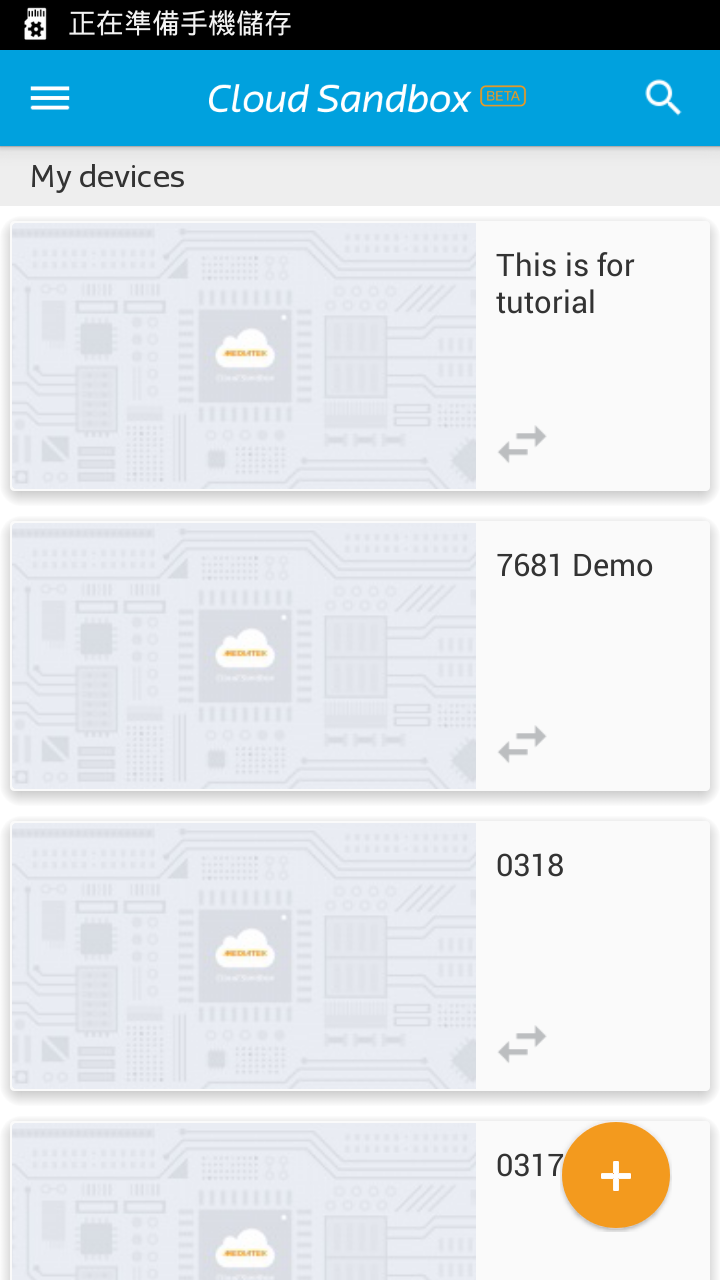 正在準備手機儲存
Cloud Sandbox BETA
My devices
MEDIATEK
Cloud Sandbox
This is for
tutorial
MEDIATEK
Cloud Sandbox
7681 Demo
MEDIATEK
Cloud Sandbox
0318
MEDIATEK
0317